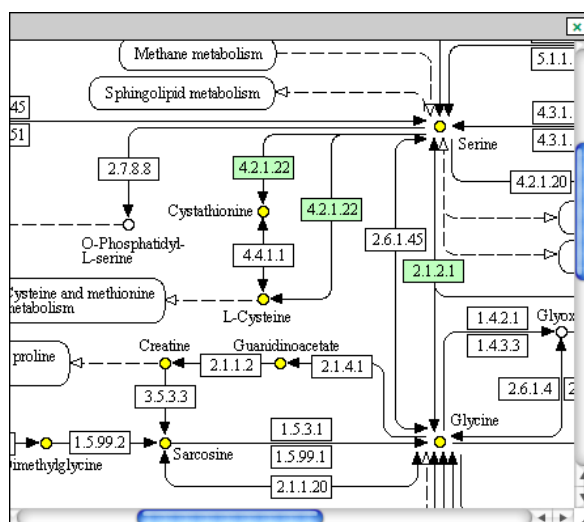 Methane metabolism
5.1.1.
Sphingolipid metabolism
45
4.3.1.
51
Serine
4.3.1.
2.7.8.8
4.2.1.22
4.2.1.20
Cystathionine
4.2.1.22
O-Phosphatidyl-
L-serine
2.6.1.45
4.4.1.1
2.1.2.1
Cysteine and methionine
metabolism
L-Cysteine
1.4.2.1
Glyox
proline
Creatine
Guanidinoacetate
1.4.3.3
2.1.1.2
2.1.4.1
3.5.3.3
2.6.1.4
2
Glycine
1.5.3.1
1.5.99.2
Dimethylglycine
Sarcosine
1.5.99.1
2.1.1.20